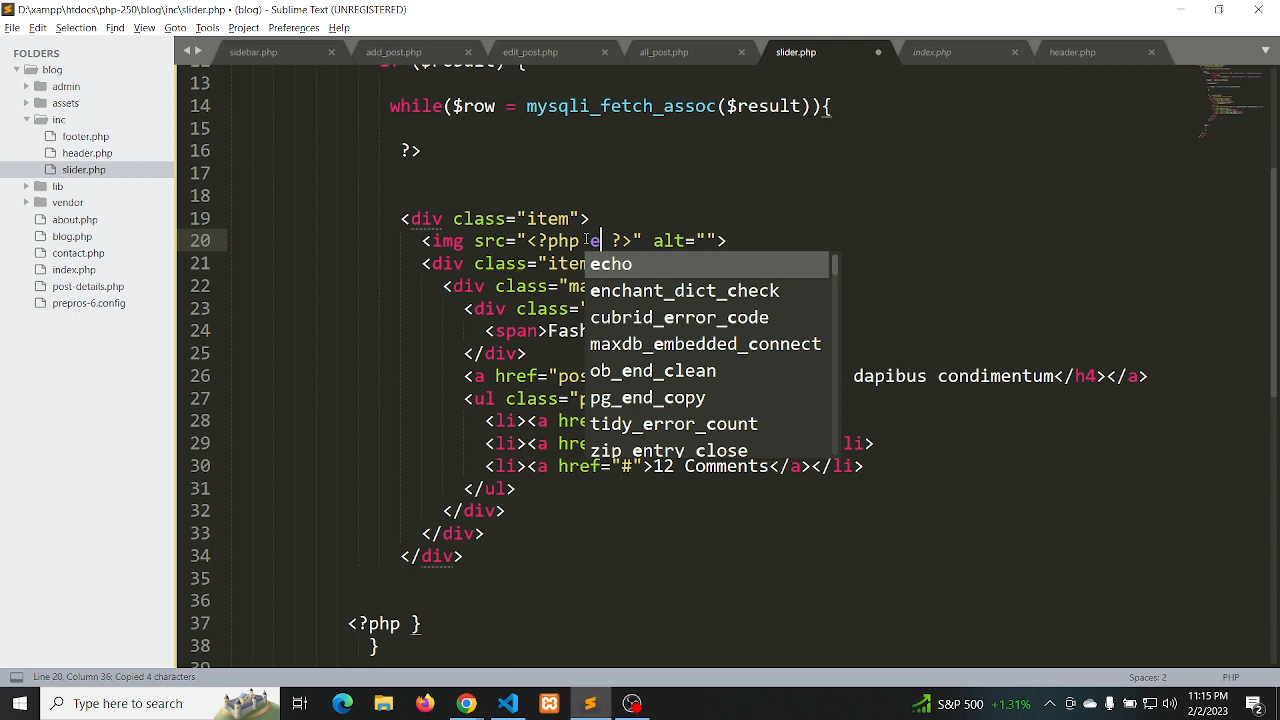 D:\xampp\htdocs\php-250\blog\inc\slider.php • (blog) - Sublime Text (UNREGISTERED)
File Edit Selection Find View Goto Tools Project Preferences Help
FOLDERS
blog
admin
assets
inc
footer.php
header.php
slider.php
lib
vendor
about.php
blog.php
contact.php
index.php
post-details.php
prepros-6.config
sidebar.php add_post.php edit_post.php all_post.php slider.php index.php header.php
13
14 while($row = mysqli_fetch_assoc($result)){
15
16 ?>
17
18
19 <div class="item">
20 <img src="<?php e ?>" alt="">
21 <div class="item
22 <div class="ma
23 <div class="
24 <span>Fash
25 </div>
26 <a href="pos dapibus condimentum</h4></a>
27 <ul class="p
28 <li><a hre
29 <li><a hre li>
30 <li><a href="#">12 Comments</a></li>
31 </ul>
32 </div>
33 </div>
34 </div>
35
36
37 <?php }
38 }
echo
enchant_dict_check
cubrid_error_code
maxdb_embedded_connect
ob_end_clean
pg_end_copy
tidy_error_count
zip_entry_close
Line 20, Column 36; Copied 4 characters Spaces: 2 PHP
Type here to search S&P 500 +1.31% 11:15 PM
2/2/2023